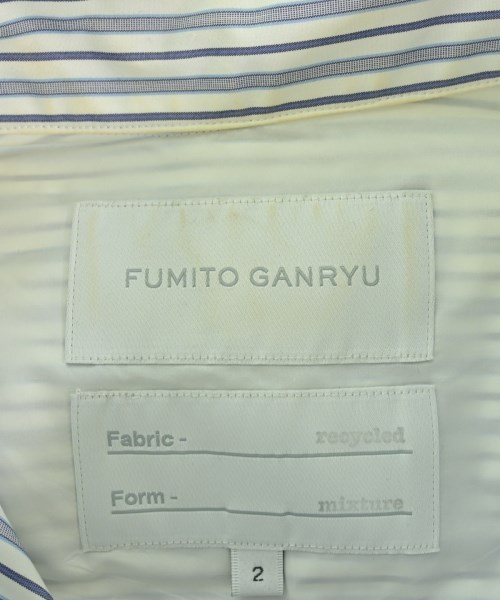 FUMITO GANRYU
Fabric - recycled
Form - mixture
2